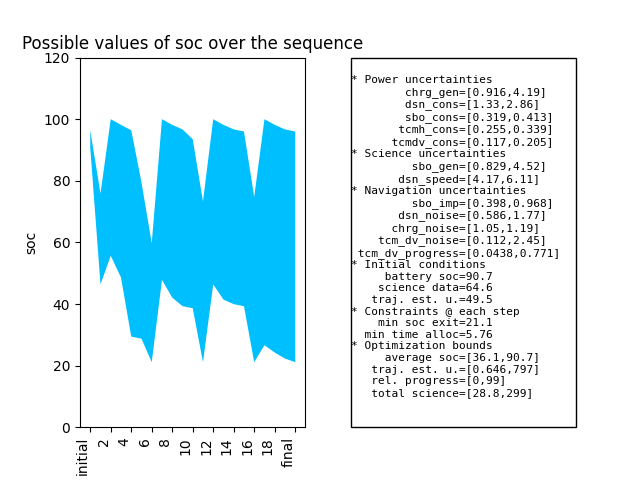 Possible values of soc over the sequence
120
100
80
60
40
20
0
soc
initial
2
4
6
8
10
12
14
16
18
final
* Power uncertainties
chrg_gen=[0.916,4.19]
dsn_cons=[1.33,2.86]
sbo_cons=[0.319,0.413]
tcmh_cons=[0.255,0.339]
tcmdv_cons=[0.117,0.205]
* Science uncertainties
sbo_gen=[0.829,4.52]
dsn_speed=[4.17,6.11]
* Navigation uncertainties
sbo_imp=[0.398,0.968]
dsn_noise=[0.586,1.77]
chrg_noise=[1.05,1.19]
tcm_dv_noise=[0.112,2.45]
tcm_dv_progress=[0.0438,0.771]
* Initial conditions
battery soc=90.7
science data=64.6
traj. est. u.=49.5
* Constraints @ each step
min soc exit=21.1
min time alloc=5.76
* Optimization bounds
average soc=[36.1,90.7]
traj. est. u.=[0.646,797]
rel. progress=[0,99]
total science=[28.8,299]